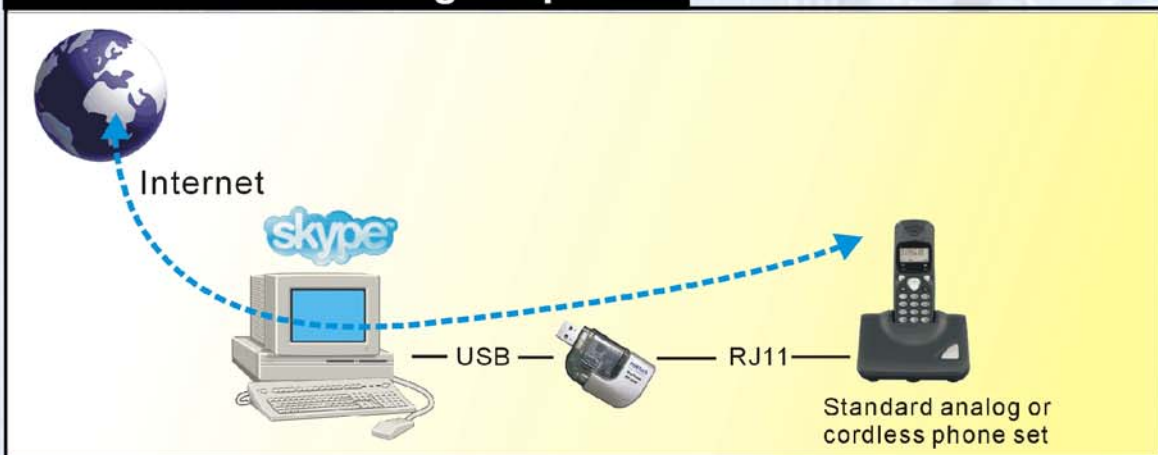 Internet
skype
USB
RJ11
Standard analog or
cordless phone set